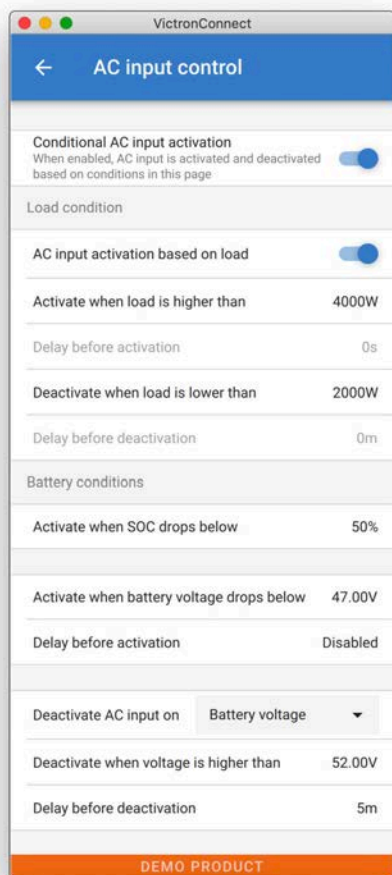 VictronConnect
AC input control
Conditional AC input activation
When enabled, AC input is activated and deactivated
based on conditions in this page
Load condition
AC input activation based on load
Activate when load is higher than 4000W
Delay before activation 0s
Deactivate when load is lower than 2000W
Delay before deactivation 0m
Battery conditions
Activate when SOC drops below 50%
Activate when battery voltage drops below 47.00V
Delay before activation Disabled
Deactivate AC input on Battery voltage
Deactivate when voltage is higher than 52.00V
Delay before deactivation 5m
DEMO PRODUCT